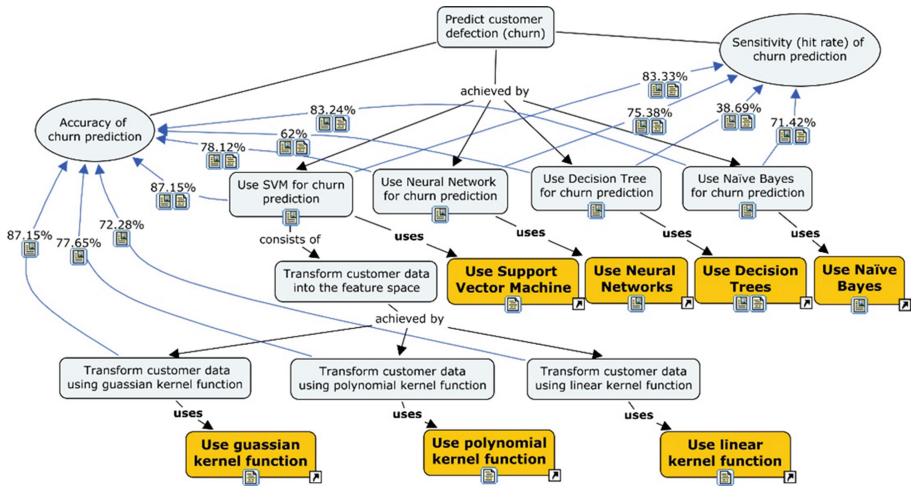 Predict customer
defection (churn)
Sensitivity (hit rate) of
churn prediction
83.33%
achieved by
83.24%
75.38%
38.69%
Accuracy of
churn prediction
62%
71.42%
78.12%
87.15%
Use SVM for churn
prediction
Use Neural Network
for churn prediction
Use Decision Tree
for churn prediction
Use Naïve Bayes
for churn prediction
87.15%
77.65%
72.28%
consists of
uses
uses
uses
uses
Transform customer data
into the feature space
Use Support
Vector Machine
Use Neural
Networks
Use Decision
Trees
Use Naïve
Bayes
achieved by
Transform customer data
using guassian kernel function
Transform customer data
using polynomial kernel function
Transform customer data
using linear kernel function
uses
uses
uses
Use guassian
kernel function
Use polynomial
kernel function
Use linear
kernel function